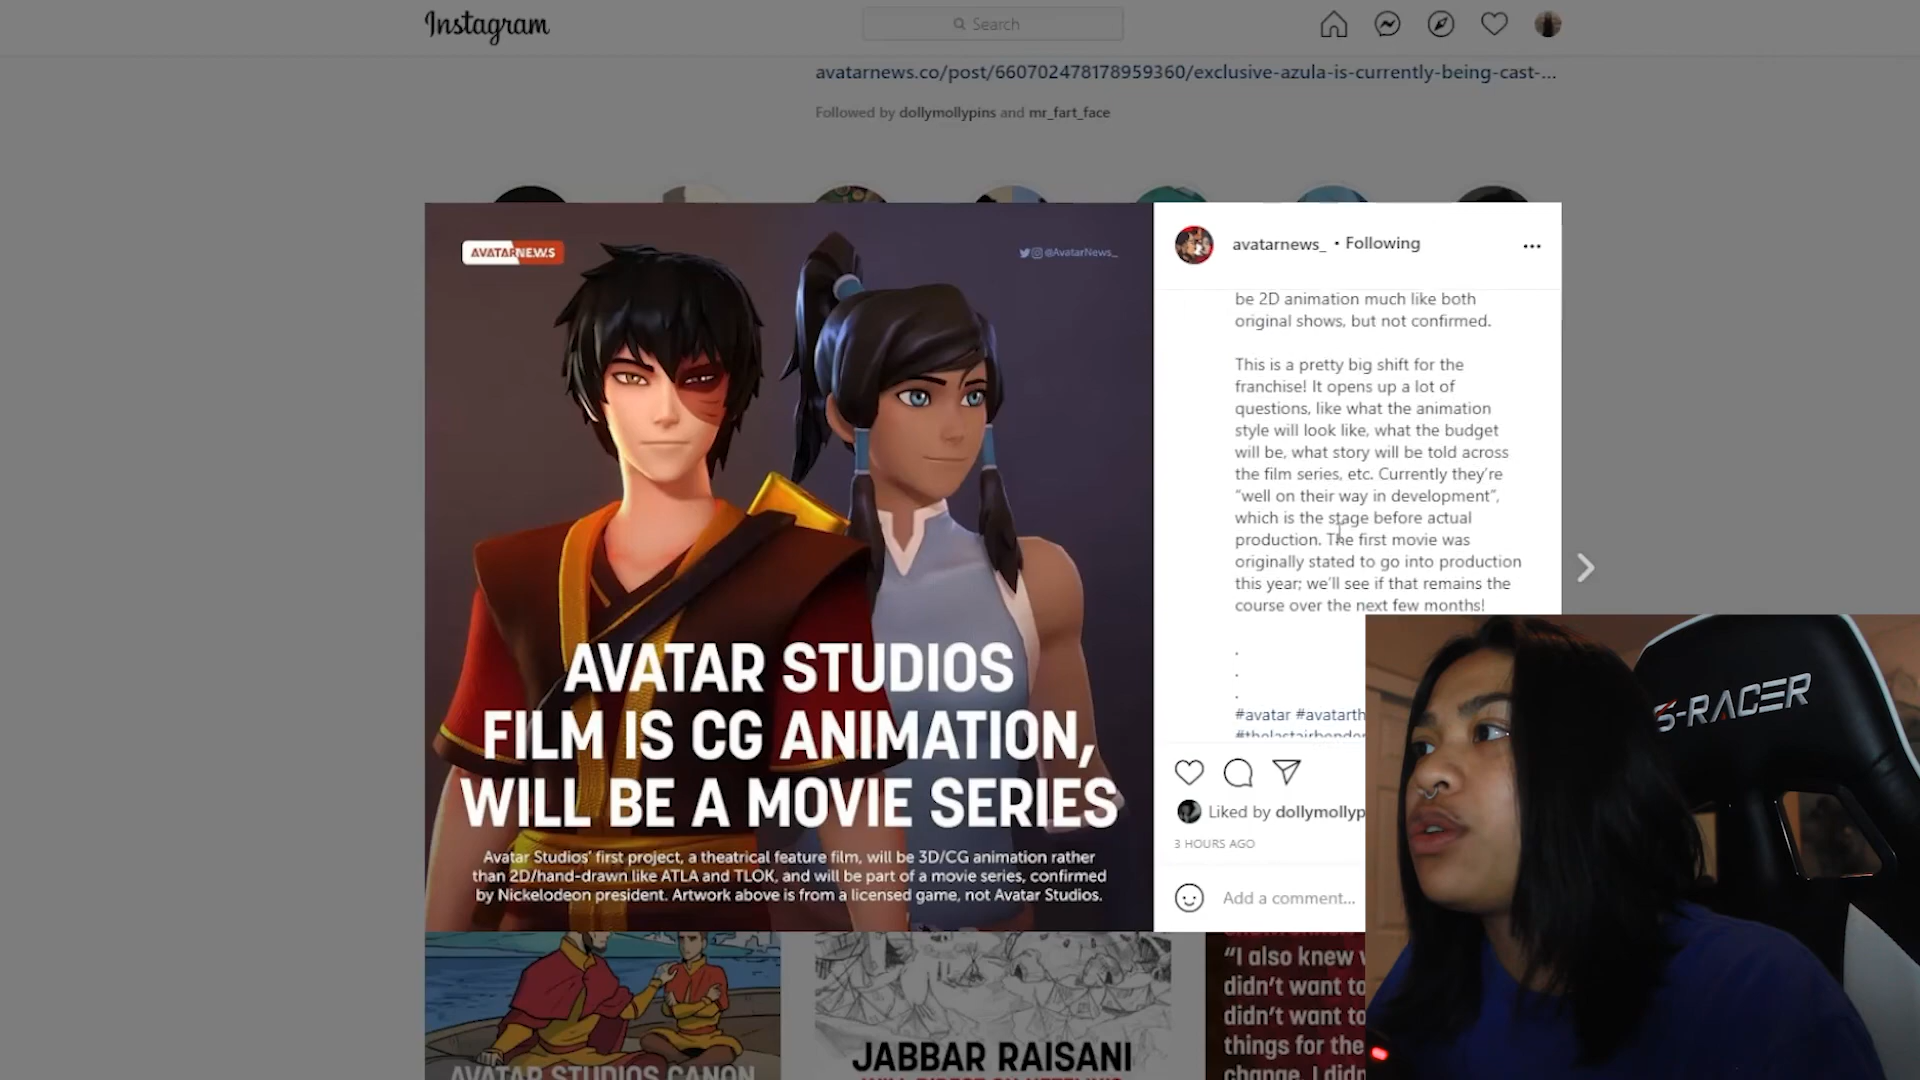 Instagram
Search
avatarnews.co/post/660702478178959360/exclusive-azula-is-currently-being-cast-...
Followed by dollymollypins and mr_fart_face
AVATARNEWS
@AvatarNews_
AVATAR STUDIOS
FILM IS CG ANIMATION,
WILL BE A MOVIE SERIES
Avatar Studios' first project, a theatrical feature film, will be 3D/CG animation rather
than 2D/hand-drawn like ATLA and TLOK, and will be part of a movie series, confirmed
by Nickelodeon president. Artwork above is from a licensed game, not Avatar Studios.
avatarnews_ • Following
be 2D animation much like both
original shows, but not confirmed.
This is a pretty big shift for the
franchise! It opens up a lot of
questions, like what the animation
style will look like, what the budget
will be, what story will be told across
the film series, etc. Currently they're
"well on their way in development",
which is the stage before actual
production. The first movie was
originally stated to go into production
this year; we'll see if that remains the
course over the next few months!
.
.
.
#avatar #avatarth
Liked by dollymollyp
3 HOURS AGO
Add a comment...
S-RACER
AVATAR STUDIOS CANON
JABBAR RAISANI
"I also knew
didn't want to
didn't want to
things for the
change. I didn